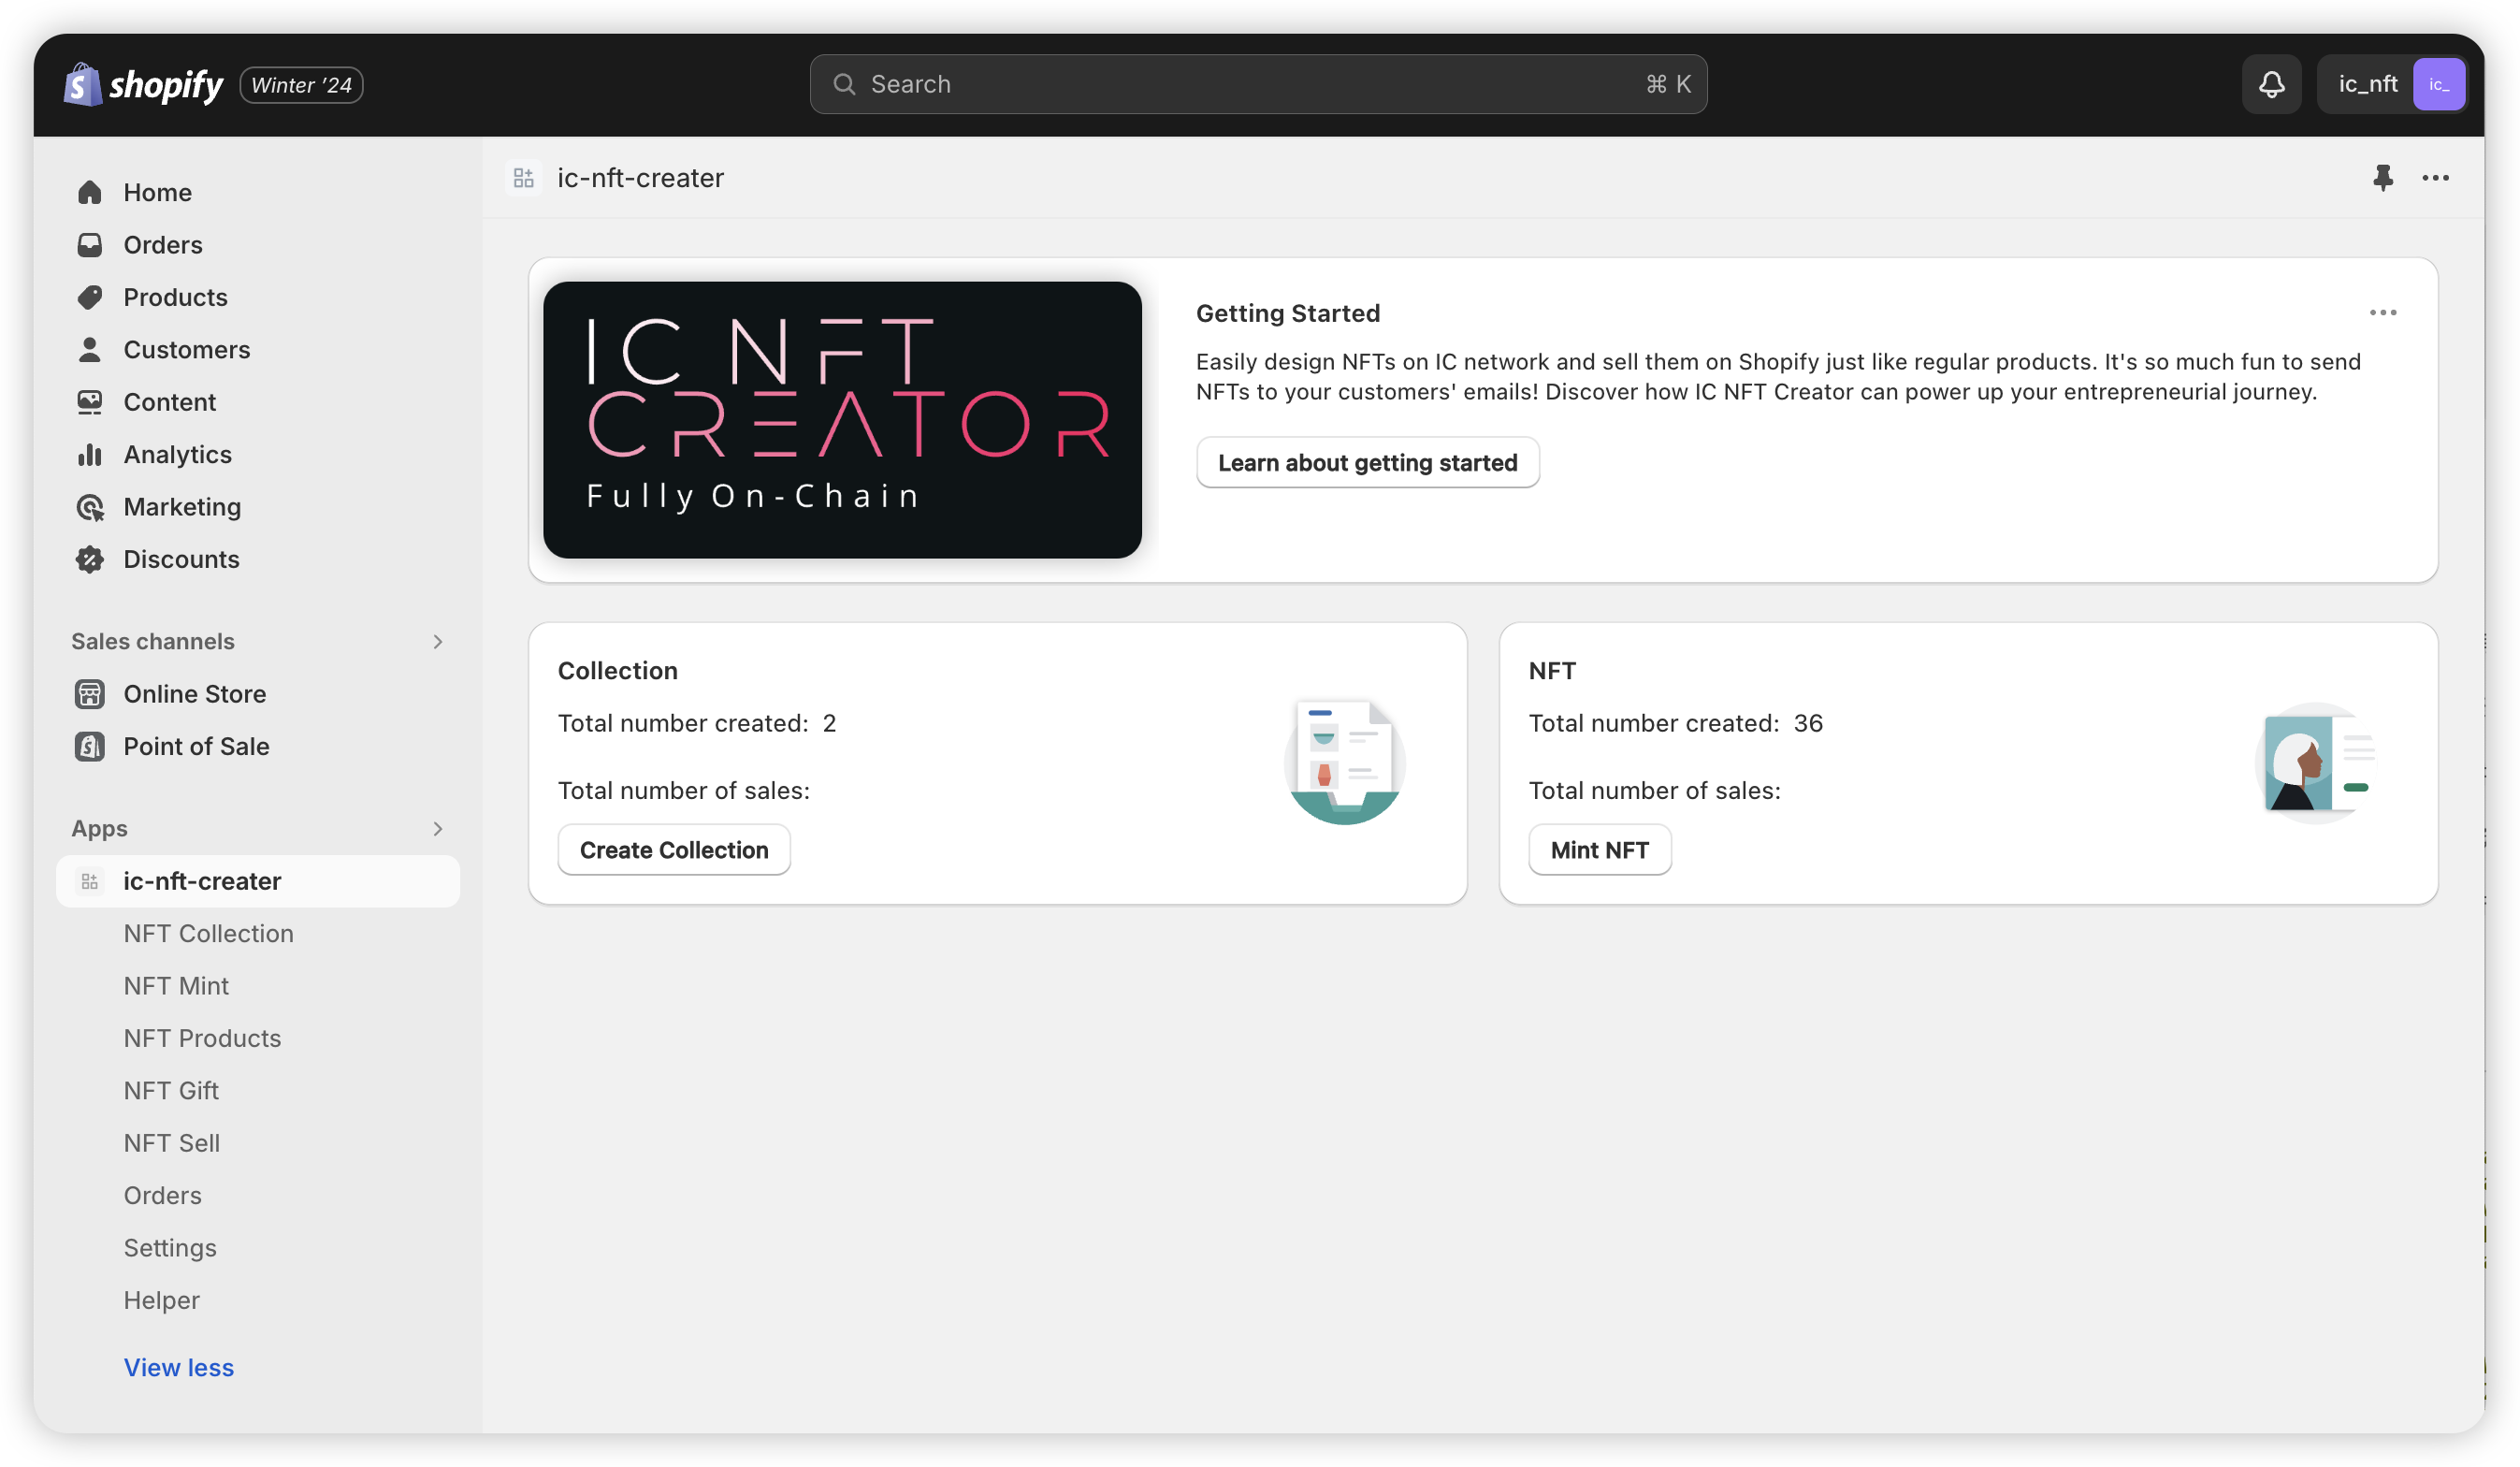 shopify Winter '24
Search ⌘ K
ic_nft ic_
Home
Orders
Products
Customers
Content
Analytics
Marketing
Discounts
Sales channels
Online Store
Point of Sale
Apps
ic-nft-creater
NFT Collection
NFT Mint
NFT Products
NFT Gift
NFT Sell
Orders
Settings
Helper
View less
ic-nft-creater
IC NFT
CREATOR
Fully On-Chain
Getting Started
Easily design NFTs on IC network and sell them on Shopify just like regular products. It's so much fun to send
NFTs to your customers' emails! Discover how IC NFT Creator can power up your entrepreneurial journey.
Learn about getting started
Collection
Total number created: 2
Total number of sales:
Create Collection
NFT
Total number created: 36
Total number of sales:
Mint NFT